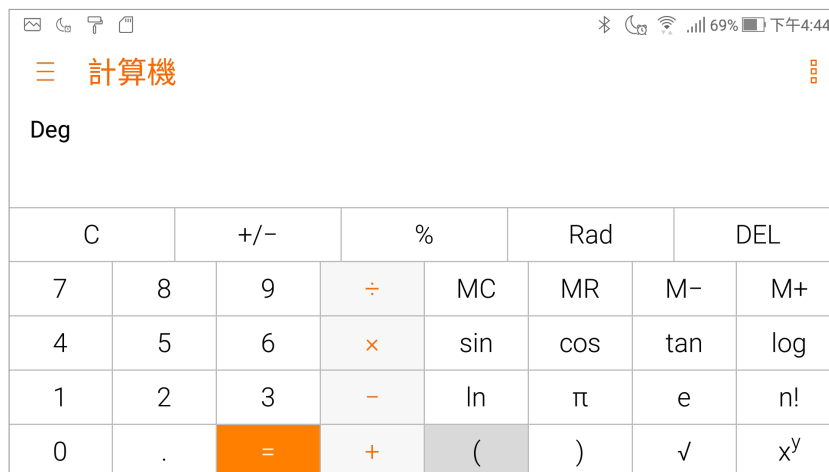 69% 下午4:44
計算機
Deg
C +/− % Rad DEL
7 8 9 ÷ MC MR M− M+
4 5 6 × sin cos tan log
1 2 3 − ln π e n!
0 . = + ( ) √ xʸ